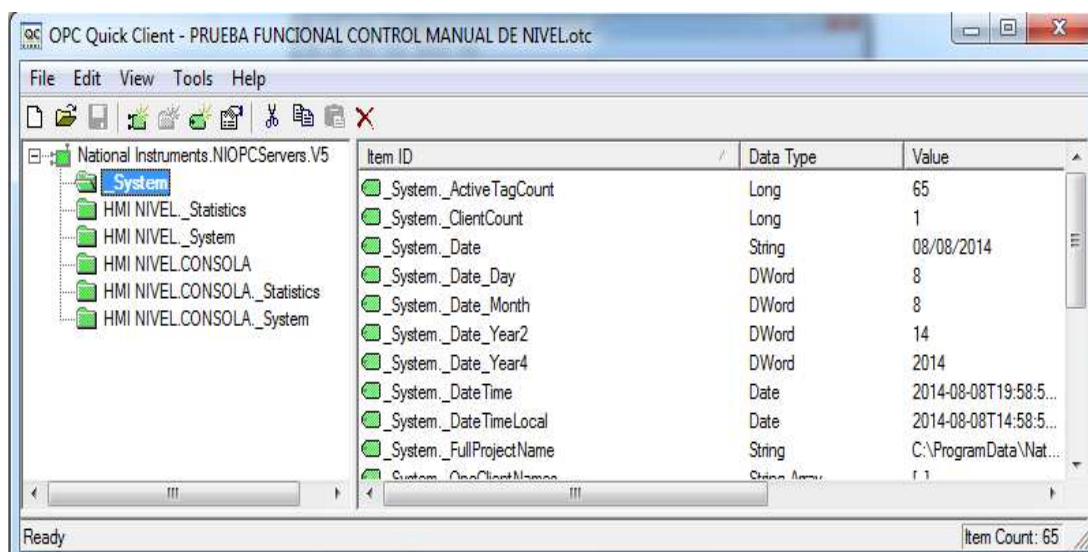 OPC Quick Client - PRUEBA FUNCIONAL CONTROL MANUAL DE NIVEL.otc
File Edit View Tools Help
National Instruments.NIOPCServers.V5
_System
HMI NIVEL._Statistics
HMI NIVEL._System
HMI NIVEL.CONSOLA
HMI NIVEL.CONSOLA._Statistics
HMI NIVEL.CONSOLA._System
Item ID Data Type Value
_System._ActiveTagCount Long 65
_System._ClientCount Long 1
_System._Date String 08/08/2014
_System._Date_Day DWord 8
_System._Date_Month DWord 8
_System._Date_Year2 DWord 14
_System._Date_Year4 DWord 2014
_System._DateTime Date 2014-08-08T19:58:5...
_System._DateTimeLocal Date 2014-08-08T14:58:5...
_System._FullProjectName String C:\ProgramData\Nat...
_System._OpcClientNames String Array [ ]
Ready Item Count: 65